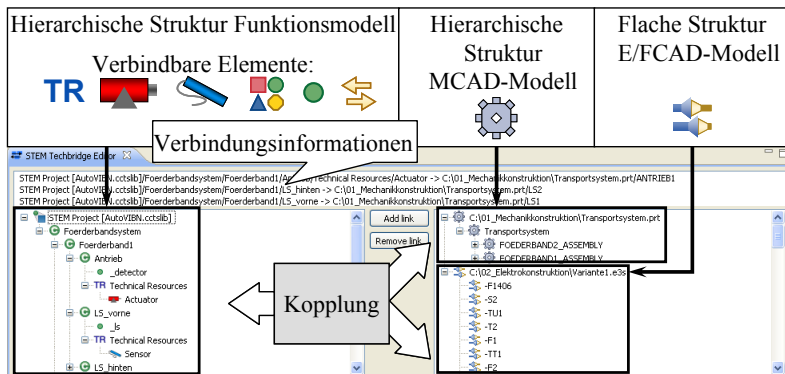 Hierarchische Struktur Funktionsmodell
Verbindbare Elemente:
TR
Hierarchische
Struktur
MCAD-Modell
Flache Struktur
E/FCAD-Modell
Verbindungsinformationen
STEM Techbridge Editor
STEM Project [AutoVIBN.cctslib]/Foerderbandsystem/Foerderband1/An /Technical Resources/Actuator -> C:\01_Mechanikkonstruktion\Transportsystem.prt/ANTRIEB1
STEM Project [AutoVIBN.cctslib]/Foerderbandsystem/Foerderband1/LS_hinten -> C:\01_Mechanikkonstruktion\Transportsystem.prt/LS2
STEM Project [AutoVIBN.cctslib]/Foerderbandsystem/Foerderband1/LS_vorne -> C:\01_Mechanikkonstruktion\Transportsystem.prt/LS1
STEM Project [AutoVIBN.cctslib]
Foerderbandsystem
Foerderband1
Antrieb
_detector
TR Technical Resources
Actuator
LS_vorne
_ls
TR Technical Resources
Sensor
LS_hinten
Add link
Remove link
Kopplung
C:\01_Mechanikkonstruktion\Transportsystem.prt
Transportsystem
FOERDERBAND2_ASSEMBLY
FOERDERBAND1_ASSEMBLY
C:\02_Elektrokonstruktion\Variante1.e3s
-F1406
-S2
-TU1
-T2
-F1
-TT1
-F2